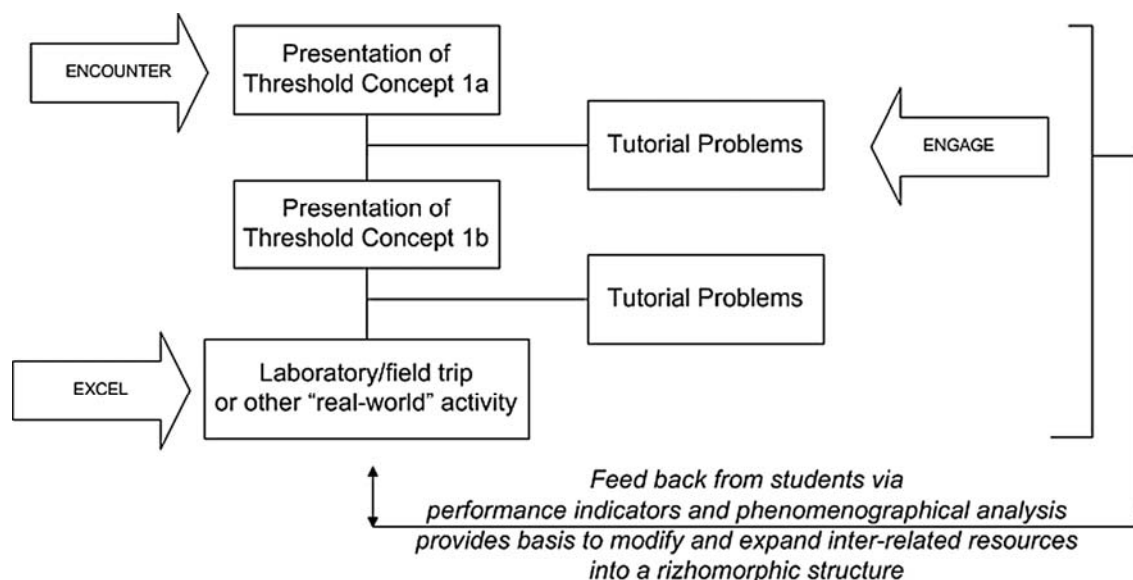 ENCOUNTER
Presentation of
Threshold Concept 1a
Tutorial Problems
ENGAGE
Presentation of
Threshold Concept 1b
Tutorial Problems
EXCEL
Laboratory/field trip
or other "real-world" activity
Feed back from students via
performance indicators and phenomenographical analysis
provides basis to modify and expand inter-related resources
into a rizhomorphic structure